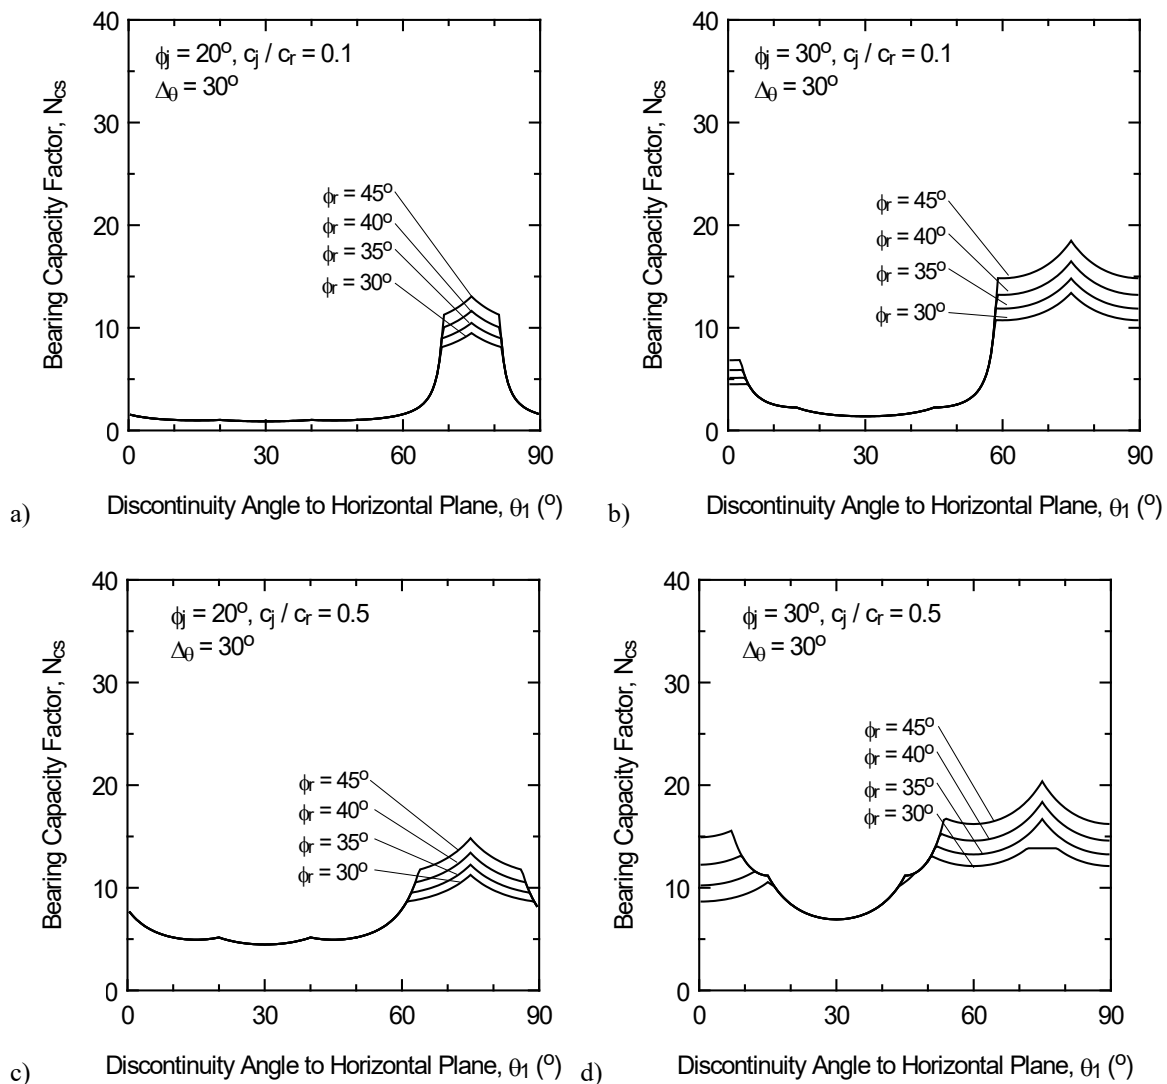 ϕj = 20º, cj / cr = 0.1
Δθ = 30º
Bearing Capacity Factor, Ncs
40
30
20
10
0
ϕr = 45º
ϕr = 40º
ϕr = 35º
ϕr = 30º
0 30 60 90
Discontinuity Angle to Horizontal Plane, θ1 (º)
a)
ϕj = 30º, cj / cr = 0.1
Δθ = 30º
Bearing Capacity Factor, Ncs
40
30
20
10
0
ϕr = 45º
ϕr = 40º
ϕr = 35º
ϕr = 30º
0 30 60 90
Discontinuity Angle to Horizontal Plane, θ1 (º)
b)
ϕj = 20º, cj / cr = 0.5
Δθ = 30º
Bearing Capacity Factor, Ncs
40
30
20
10
0
ϕr = 45º
ϕr = 40º
ϕr = 35º
ϕr = 30º
0 30 60 90
Discontinuity Angle to Horizontal Plane, θ1 (º)
c)
ϕj = 30º, cj / cr = 0.5
Δθ = 30º
Bearing Capacity Factor, Ncs
40
30
20
10
0
ϕr = 45º
ϕr = 40º
ϕr = 35º
ϕr = 30º
0 30 60 90
Discontinuity Angle to Horizontal Plane, θ1 (º)
d)